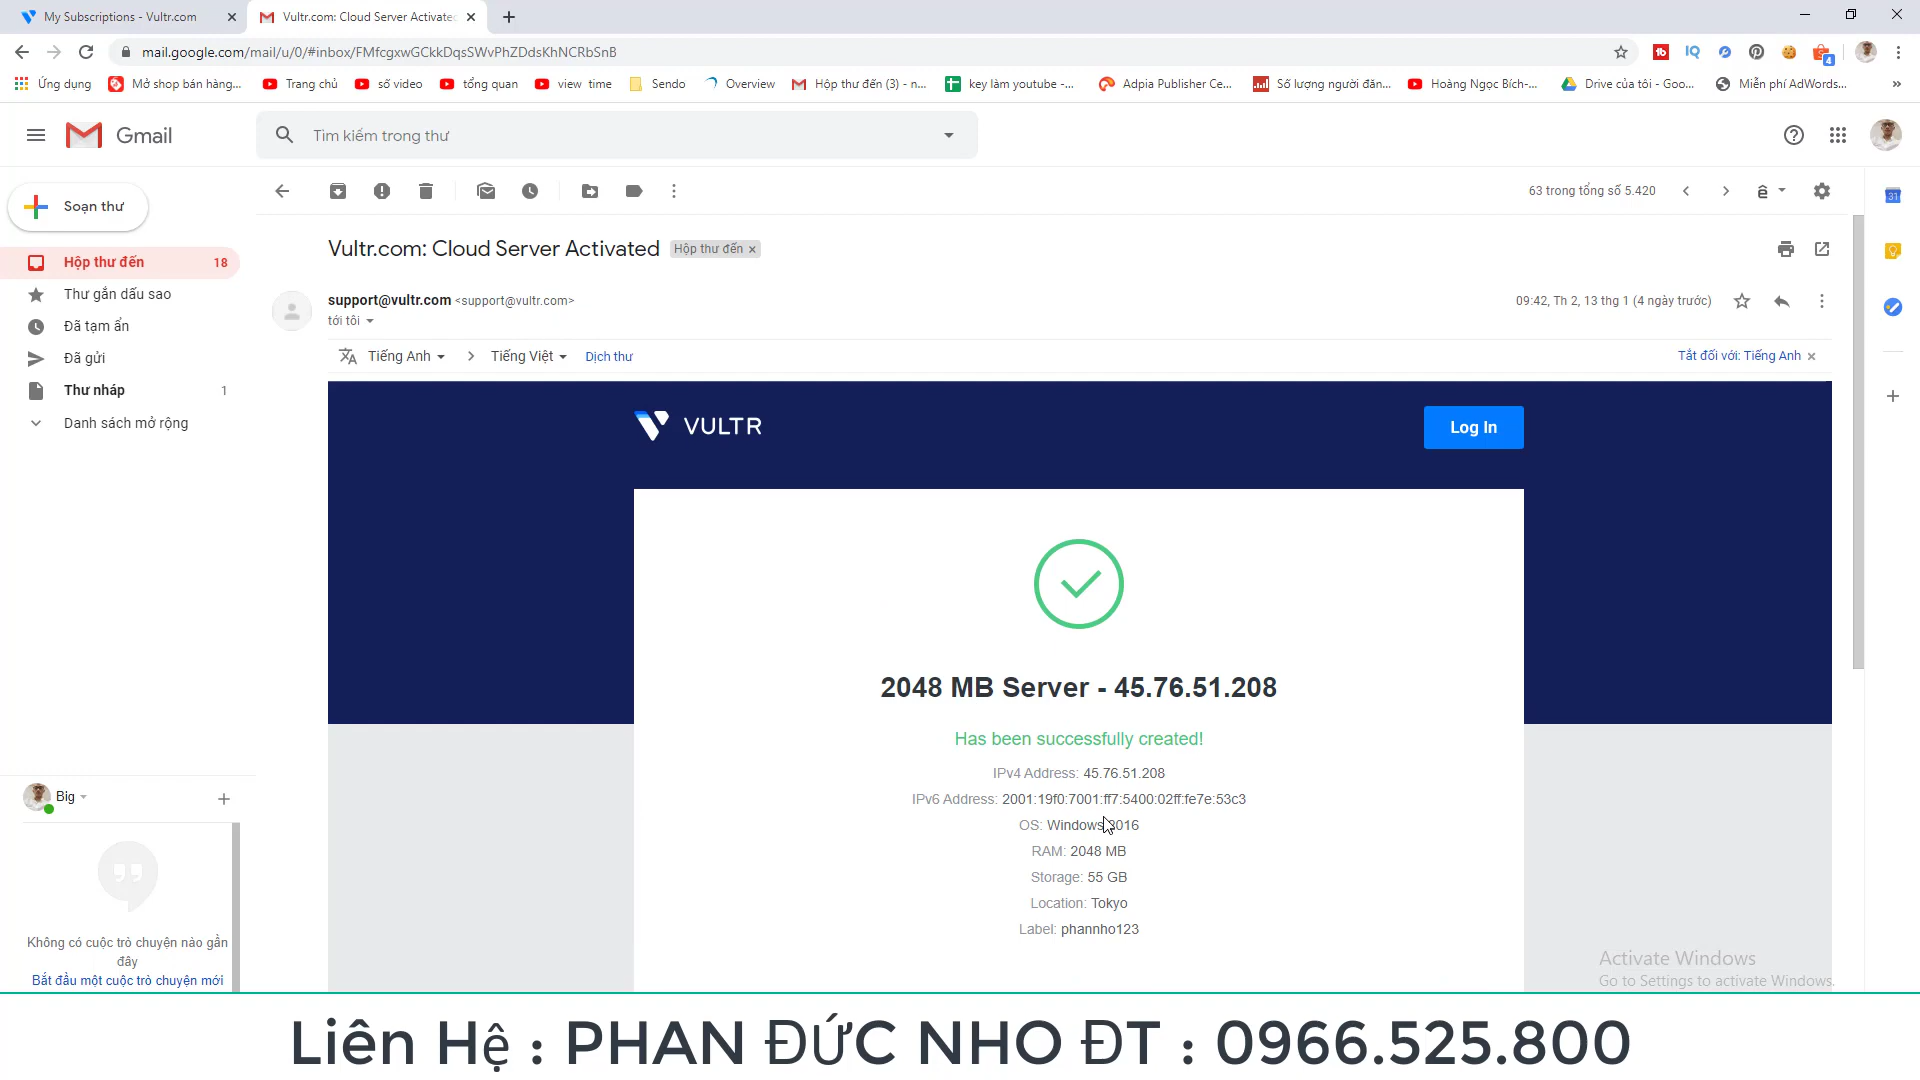 My Subscriptions - Vultr.com
Vultr.com: Cloud Server Activate
mail.google.com/mail/u/0/#inbox/FMfcgxwGCkkDqsSWvPhZDdsKhNCRbSnB
Ứng dụng
Mở shop bán hàng...
Trang chủ
số video
tổng quan
view time
Sendo
Overview
Hộp thư đến (3) - n...
key làm youtube -...
Adpia Publisher Ce...
Số lượng người đăn...
Hoàng Ngọc Bích-...
Drive của tôi - Goo...
Miễn phí AdWords...
»
tb
IQ
4
Gmail
Tìm kiếm trong thư
Soạn thư
63 trong tổng số 5.420
ê
31
Hộp thư đến 18
Thư gắn dấu sao
Đã tạm ẩn
Đã gửi
Thư nháp 1
Danh sách mở rộng
Vultr.com: Cloud Server Activated
Hộp thư đến ×
support@vultr.com <support@vultr.com>
09:42, Th 2, 13 thg 1 (4 ngày trước)
tới tôi
Tiếng Anh > Tiếng Việt Dịch thư
Tắt đối với: Tiếng Anh ×
VULTR
Log In
2048 MB Server - 45.76.51.208
Has been successfully created!
IPv4 Address: 45.76.51.208
IPv6 Address: 2001:19f0:7001:ff7:5400:02ff:fe7e:53c3
OS: Windows 2016
RAM: 2048 MB
Storage: 55 GB
Location: Tokyo
Label: phannho123
Big
Không có cuộc trò chuyện nào gần
đây
Bắt đầu một cuộc trò chuyện mới
Activate Windows
Go to Settings to activate Windows.
Liên Hệ : PHAN ĐỨC NHO ĐT : 0966.525.800